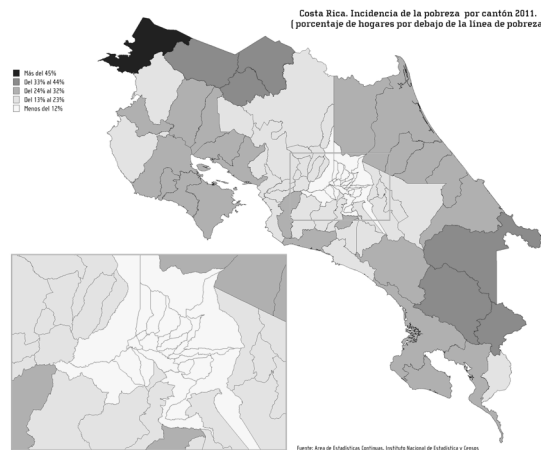 Costa Rica. Incidencia de la pobreza por cantón 2011.
( porcentaje de hogares por debajo de la línea de pobreza
Más del 45%
Del 33% al 44%
Del 24% al 32%
Del 13% al 23%
Menos del 12%
Fuente: Area de Estadísticas Continuas, Instituto Nacional de Estadística y Censos